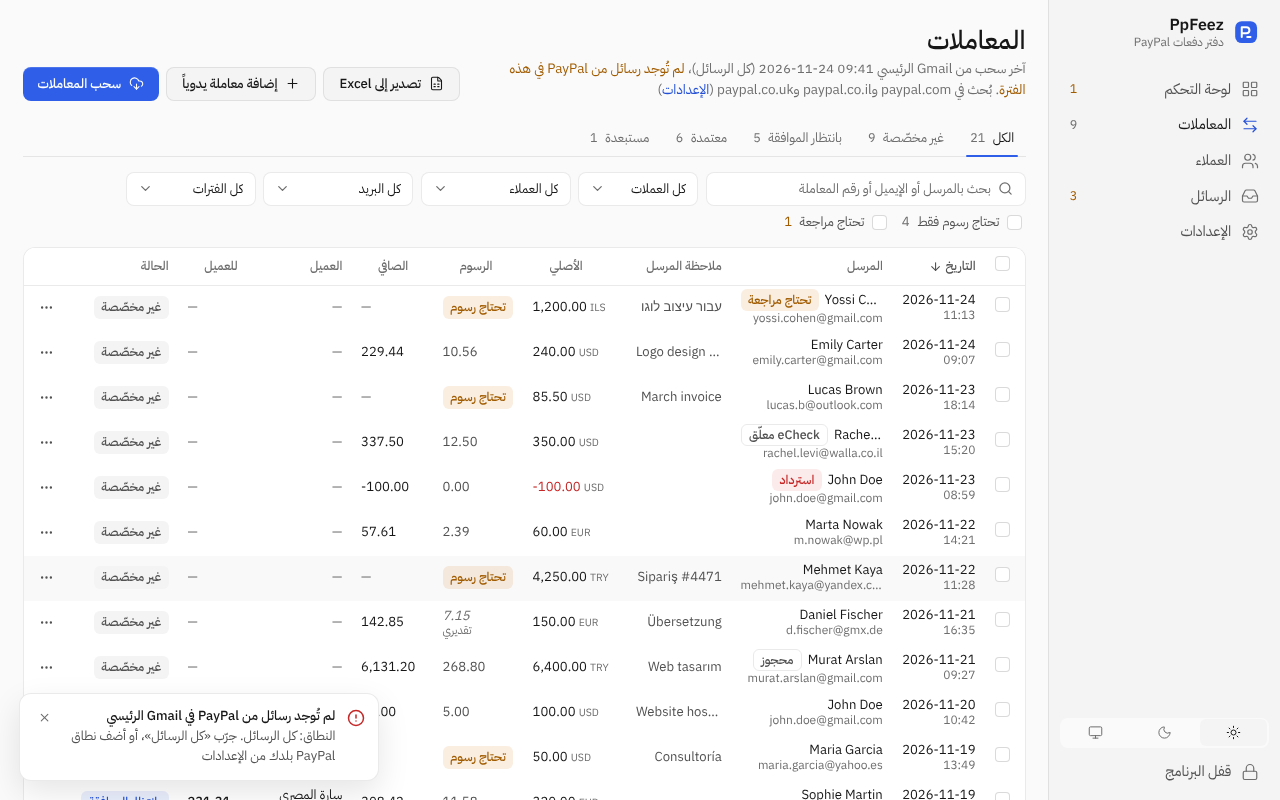 PpFeez
دفتر دفعات PayPal
لوحة التحكم 1
المعاملات 9
العملاء
الرسائل 3
الإعدادات
قفل البرنامج
المعاملات
آخر سحب من Gmail الرئيسي 09:41 2026-11-24 (كل الرسائل)، لم تُوجد رسائل من PayPal في هذه
الفترة. بُحث في paypal.com وpaypal.co.il وpaypal.co.uk (الإعدادات)
تصدير إلى Excel
إضافة معاملة يدوياً
سحب المعاملات
الكل 21 غير مخصّصة 9 بانتظار الموافقة 5 معتمدة 6 مستبعدة 1
بحث بالمرسل أو الإيميل أو رقم المعاملة
كل العملات
كل العملاء
كل البريد
كل الفترات
تحتاج رسوم فقط 4 تحتاج مراجعة 1
التاريخ المرسل ملاحظة المرسل الأصلي الرسوم الصافي العميل للعميل الحالة
2026-11-24 Yossi C... تحتاج مراجعة עבור עיצוב לוגו 1,200.00 ILS تحتاج رسوم — — — غير مخصّصة
11:13 yossi.cohen@gmail.com
2026-11-24 Emily Carter Logo design ... 240.00 USD 10.56 229.44 — — غير مخصّصة
09:07 emily.carter@gmail.com
2026-11-23 Lucas Brown March invoice 85.50 USD تحتاج رسوم — — — غير مخصّصة
18:14 lucas.b@outlook.com
2026-11-23 Rache... eCheck معلّق 350.00 USD 12.50 337.50 — — غير مخصّصة
15:20 rachel.levi@walla.co.il
2026-11-23 John Doe استرداد -100.00 USD 0.00 -100.00 — — غير مخصّصة
08:59 john.doe@gmail.com
2026-11-22 Marta Nowak 60.00 EUR 2.39 57.61 — — غير مخصّصة
14:21 m.nowak@wp.pl
2026-11-22 Mehmet Kaya Sipariş #4471 4,250.00 TRY تحتاج رسوم — — — غير مخصّصة
11:28 mehmet.kaya@yandex.c...
2026-11-21 Daniel Fischer Übersetzung 150.00 EUR 7.15 142.85 — — غير مخصّصة
16:35 d.fischer@gmx.de تقديري
2026-11-21 Murat Arslan محجوز Web tasarım 6,400.00 TRY 268.80 6,131.20 — — غير مخصّصة
09:27 murat.arslan@gmail.com
2026-11-20 John Doe Website hos... 100.00 USD 5.00
10:42 john.doe@gmail.com
2026-11-19 Maria Garcia Consultoría 50.00 USD تحتاج رسوم
13:49 maria.garcia@yahoo.es
2026-11-19 Sophie Martin
سارة المصري
لم تُوجد رسائل من PayPal في Gmail الرئيسي
النطاق: كل الرسائل. جرّب «كل الرسائل»، أو أضف نطاق
PayPal بلدك من الإعدادات